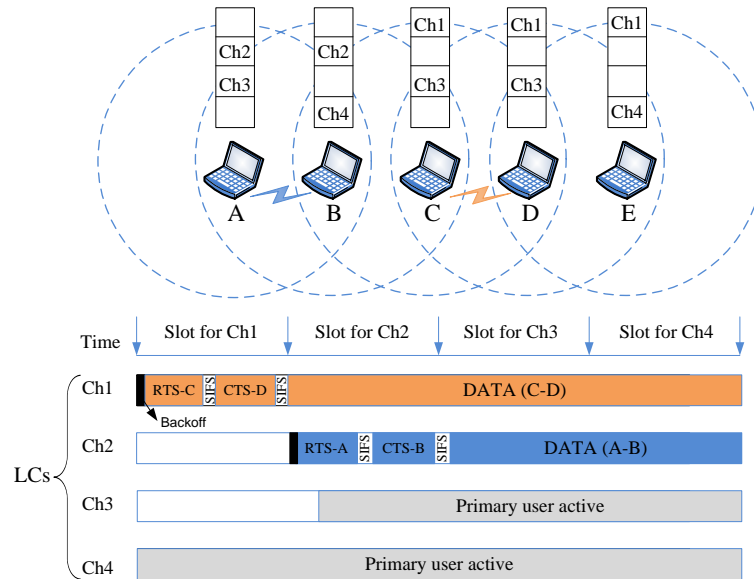 Ch1 Ch1
Ch2 Ch2
Ch3 Ch3 Ch3
Ch4 Ch4
A B C D E
Time Slot for Ch1 Slot for Ch2 Slot for Ch3 Slot for Ch4
Ch1 RTS-C SIFS CTS-D SIFS DATA (C-D)
Backoff
Ch2 RTS-A SIFS CTS-B SIFS DATA (A-B)
LCs
Ch3 Primary user active
Ch4 Primary user active